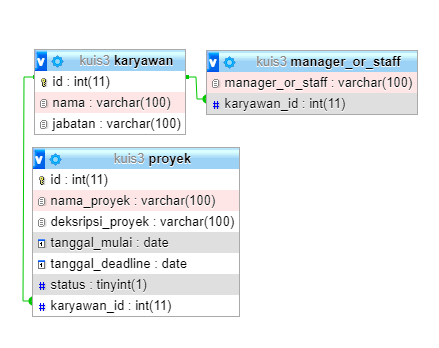 kuis3 karyawan
id : int(11)
nama : varchar(100)
jabatan : varchar(100)
kuis3 manager_or_staff
manager_or_staff : varchar(100)
karyawan_id : int(11)
kuis3 proyek
id : int(11)
nama_proyek : varchar(100)
deksripsi_proyek : varchar(100)
tanggal_mulai : date
tanggal_deadline : date
status : tinyint(1)
karyawan_id : int(11)